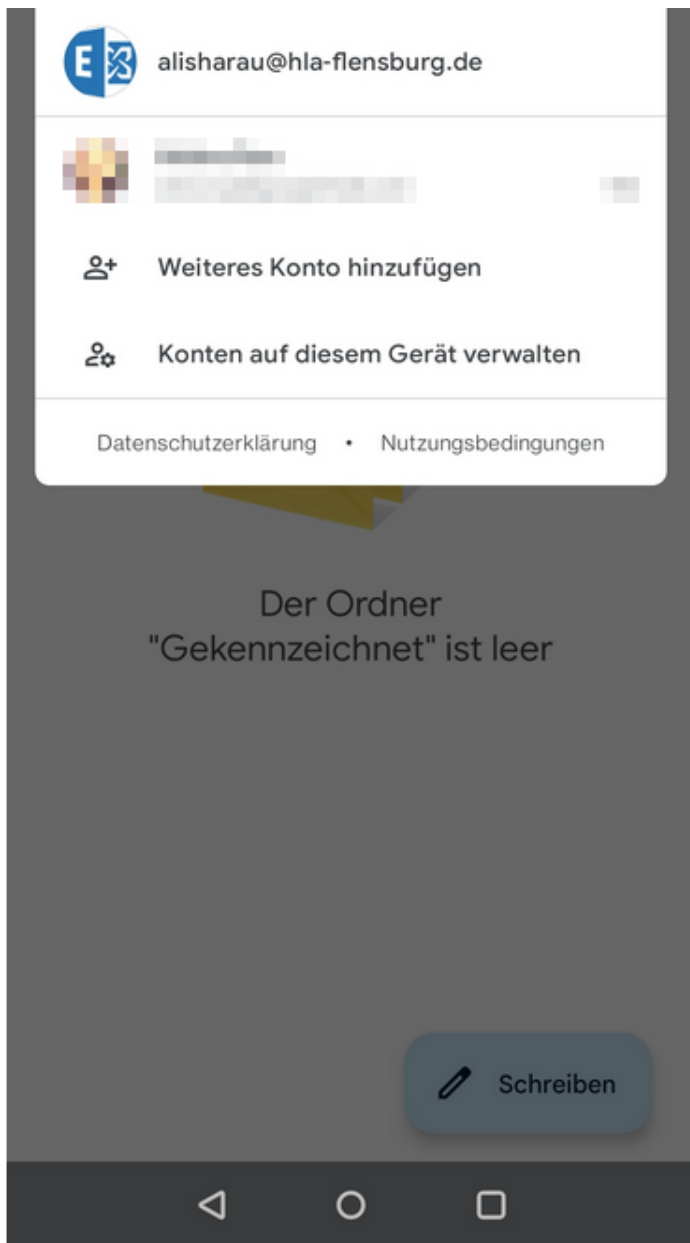 E
alisharau@hla-flensburg.de
Weiteres Konto hinzufügen
Konten auf diesem Gerät verwalten
Datenschutzerklärung • Nutzungsbedingungen
Der Ordner
"Gekennzeichnet" ist leer
Schreiben